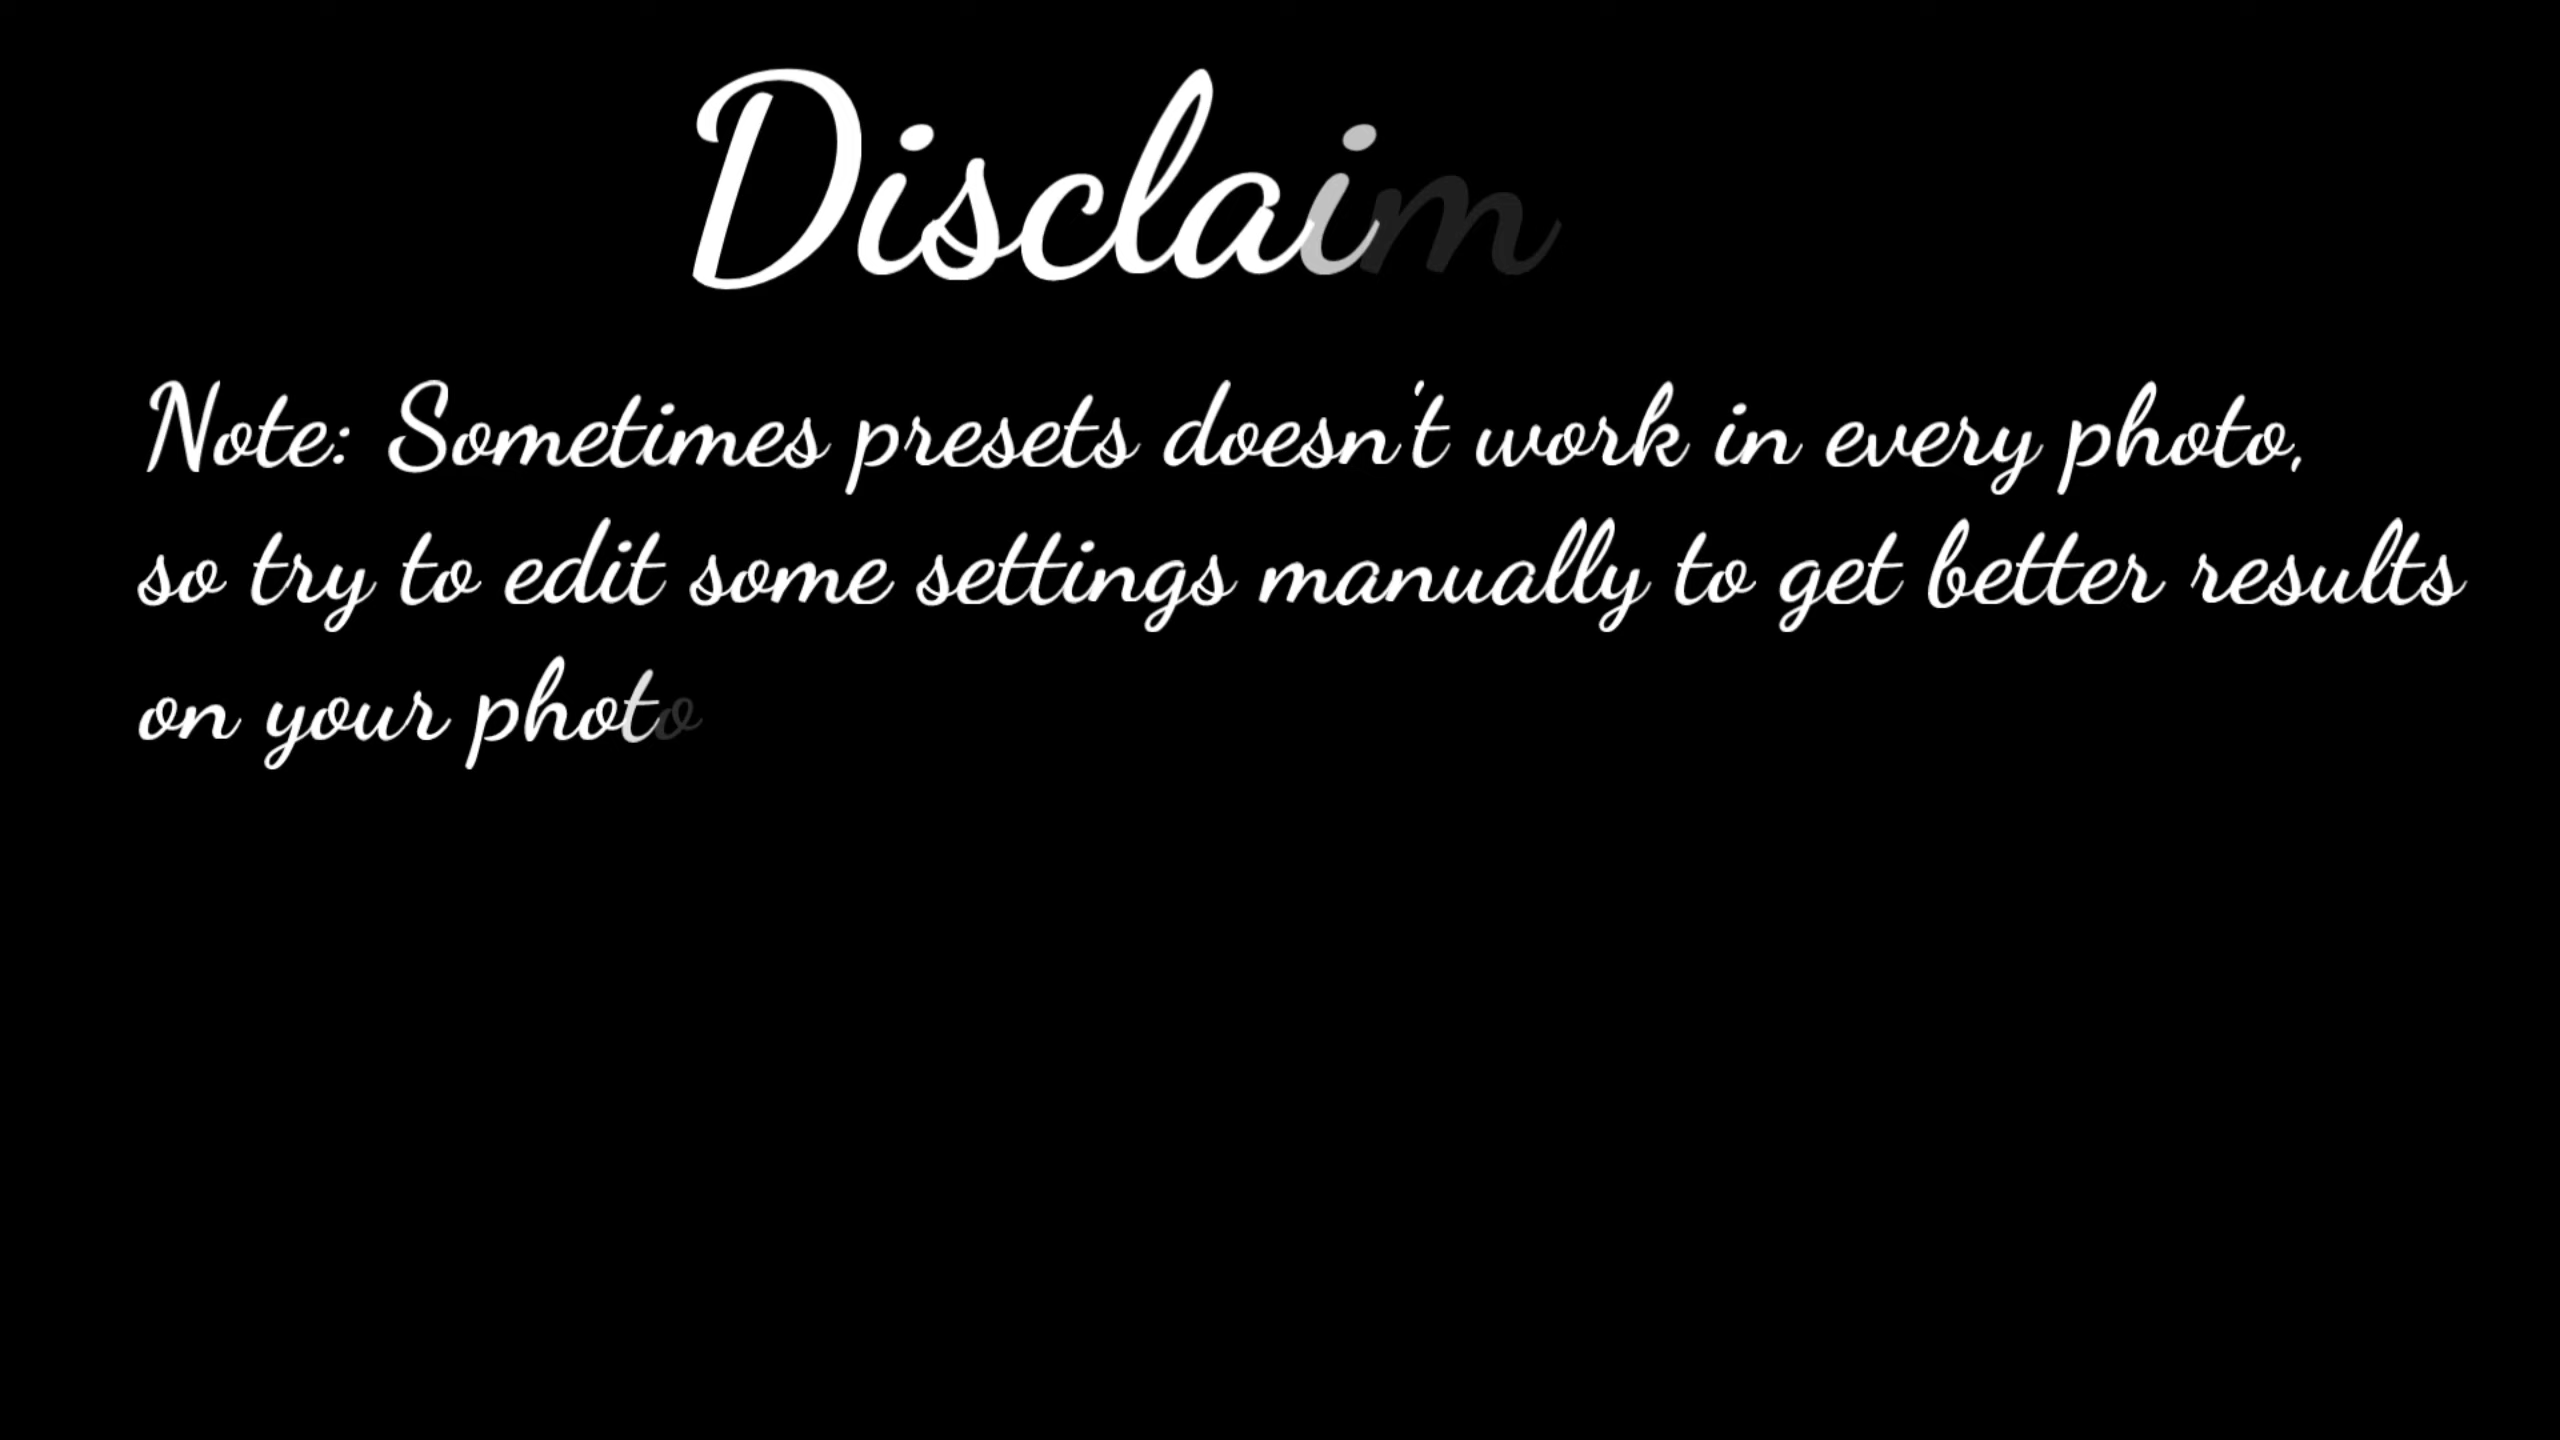 Disclaim
Note: Sometimes presets doesn't work in every photo,
so try to edit some settings manually to get better results
on your photo